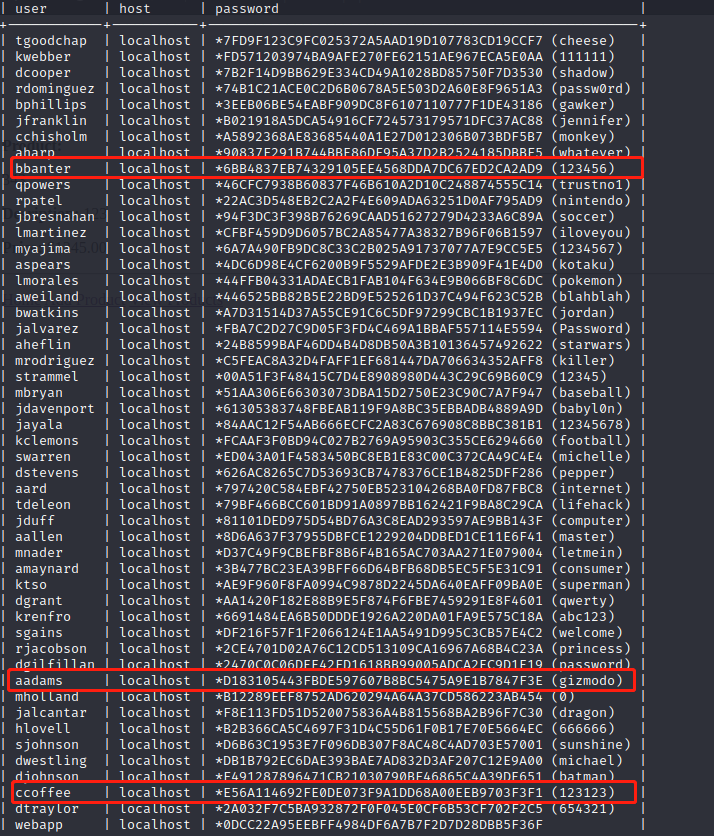 | user | host | password |
| tgoodchap | localhost | *7FD9F123C9FC025372A5AAD19D107783CD19CCF7 (cheese) |
| kwebber | localhost | *FD571203974BA9AFE270FE62151AE967ECA5E0AA (111111) |
| dcooper | localhost | *7B2F14D9BB629E334CD49A1028BD85750F7D3530 (shadow) |
| rdominguez | localhost | *74B1C21ACE0C2D6B0678A5E503D2A60E8F9651A3 (passw0rd) |
| bphillips | localhost | *3EEB06BE54EABF909DC8F6107110777F1DE43186 (gawker) |
| jfranklin | localhost | *B021918A5DCA54916CF724573179571DFC37AC88 (jennifer) |
| cchisholm | localhost | *A5892368AE83685440A1E27D012306B073BDF5B7 (monkey) |
| aharp | localhost | *90837F291B744BBE86DF95A37D2B2524185DBBF5 (whatever) |
| bbanter | localhost | *6BB4837EB74329105EE4568DDA7DC67ED2CA2AD9 (123456) |
| qpowers | localhost | *46CFC7938B60837F46B610A2D10C248874555C14 (trustno1) |
| rpatel | localhost | *22AC3D548EB2C2A2F4E609ADA63251D0AF795AD9 (nintendo) |
| jbresnahan | localhost | *94F3DC3F398B76269CAAD51627279D4233A6C89A (soccer) |
| lmartinez | localhost | *CFBF459D9D6057BC2A85477A38327B96F06B1597 (iloveyou) |
| myajima | localhost | *6A7A490FB9DC8C33C2B025A91737077A7E9CC5E5 (1234567) |
| aspears | localhost | *4DC6D98E4CF6200B9F5529AFDE2E3B909F41E4D0 (kotaku) |
| lmorales | localhost | *44FFB04331ADAECB1FAB104F634E9B066BF8C6DC (pokemon) |
| aweiland | localhost | *446525BB82B5E22BD9E525261D37C494F623C52B (blahblah) |
| bwatkins | localhost | *A7D31514D37A55CE91C6C5DF97299CBC1B1937EC (jordan) |
| jalvarez | localhost | *FBA7C2D27C9D05F3FD4C469A1BBAF557114E5594 (Password) |
| aheflin | localhost | *24B8599BAF46DD4B4D8DB50A3B10136457492622 (starwars) |
| mrodriguez | localhost | *C5FEAC8A32D4FAFF1EF681447DA706634352AFF8 (killer) |
| strammel | localhost | *00A51F3F48415C7D4E8908980D443C29C69B60C9 (12345) |
| mbryan | localhost | *51AA306E66303073DBA15D2750E23C90C7A7F947 (baseball) |
| jdavenport | localhost | *61305383748FBEAB119F9A8BC35EBBADB4889A9D (babyl0n) |
| jayala | localhost | *84AAC12F54AB666ECFC2A83C676908C8BBC381B1 (12345678) |
| kclemons | localhost | *FCAAF3F0BD94C027B2769A95903C355CE6294660 (football) |
| swarren | localhost | *ED043A01F4583450BC8EB1E83C00C372CA49C4E4 (michelle) |
| dstevens | localhost | *626AC8265C7D53693CB7478376CE1B4825DFF286 (pepper) |
| aard | localhost | *797420C584EBF42750EB523104268BA0FD87FBC8 (internet) |
| tdeleon | localhost | *79BF466BCC601BD91A0897BB162421F9BA8C29CA (lifehack) |
| jduff | localhost | *81101DED975D54BD76A3C8EAD293597AE9BB143F (computer) |
| aallen | localhost | *8D6A637F37955DBFCE1229204DDBED1CE11E6F41 (master) |
| mnader | localhost | *D37C49F9CBEFBF8B6F4B165AC703AA271E079004 (letmein) |
| amaynard | localhost | *3B477BC23EA39BFF66D64BFB68DB5EC5F5E31C91 (consumer) |
| ktso | localhost | *AE9F960F8FA0994C9878D2245DA640EAFF09BA0E (superman) |
| dgrant | localhost | *AA1420F182E88B9E5F874F6FBE7459291E8F4601 (qwerty) |
| krenfro | localhost | *6691484EA6B50DDDE1926A220DA01FA9E575C18A (abc123) |
| sgains | localhost | *DF216F57F1F2066124E1AA5491D995C3CB57E4C2 (welcome) |
| rjacobson | localhost | *2CE4701D02A76C12CD513109CA16967A68B4C23A (princess) |
| dgilfillan | localhost | *2470C0C06DEE42FD1618BB99005ADCA2EC9D1E19 (password) |
| aadams | localhost | *D183105443FBDE597607B8BC5475A9E1B7847F3E (gizmodo) |
| mholland | localhost | *B12289EEF8752AD620294A64A37CD586223AB454 (0) |
| jalcantar | localhost | *F8E113FD51D520075836A4B815568BA2B96F7C30 (dragon) |
| hlovell | localhost | *B2B366CA5C4697F31D4C55D61F0B17E70E5664EC (666666) |
| sjohnson | localhost | *D6B63C1953E7F096DB307F8AC48C4AD703E57001 (sunshine) |
| dwestling | localhost | *DB1B792EC6DAE393BAE7AD832D3AF207C12E9A00 (michael) |
| djohnson | localhost | *F491287896471CB21030790BF46865C4A39DF651 (batman) |
| ccoffee | localhost | *E56A114692FE0DE073F9A1DD68A00EEB9703F3F1 (123123) |
| dtraylor | localhost | *2A032F7C5BA932872F0F045E0CF6B53CF702F2C5 (654321) |
| webapp | localhost | *0DCC22A95EEBFF4984DF6A7B7F2D7D28DBB5F36F